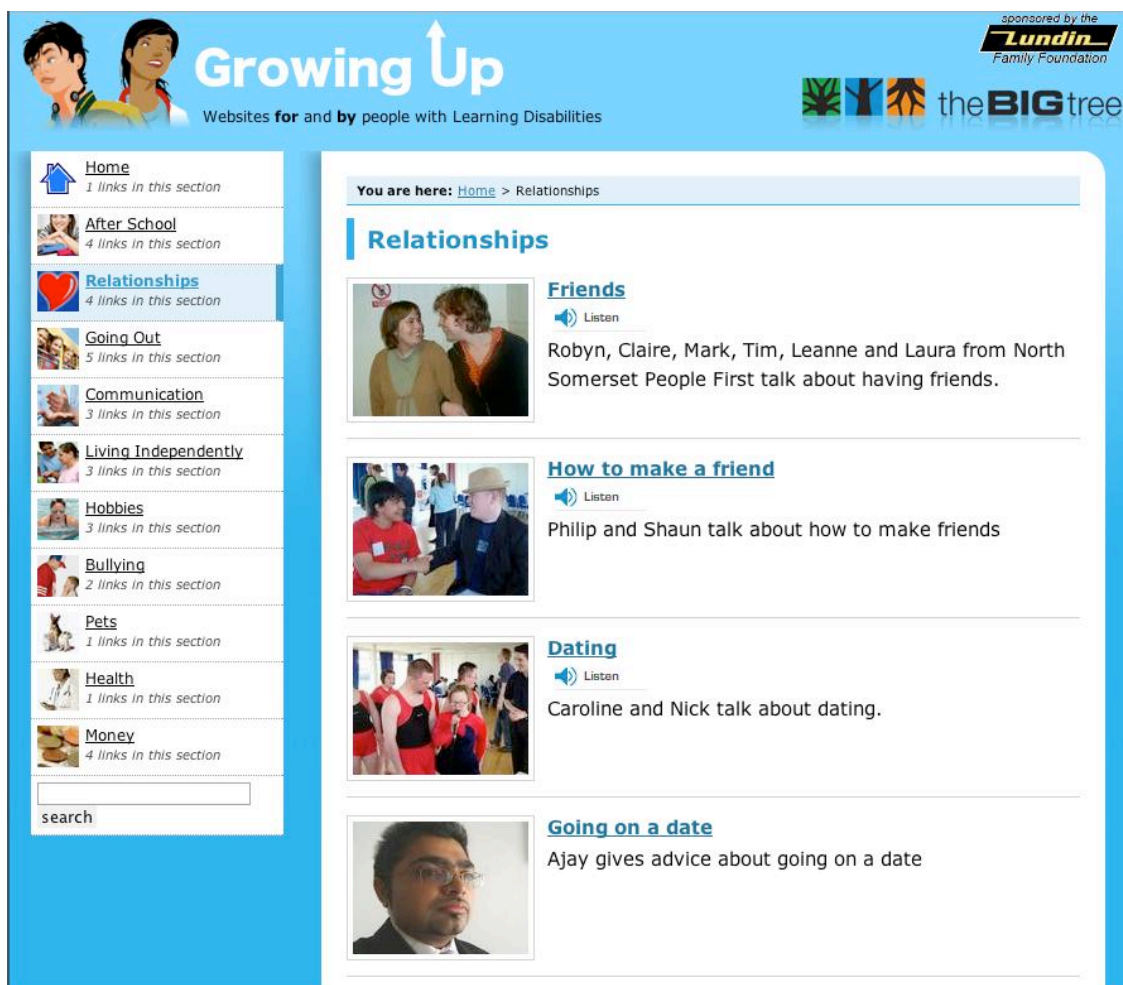 sponsored by the
Lundin
Family Foundation
Growing Up
Websites for and by people with Learning Disabilities
theBIGtree
Home
1 links in this section
After School
4 links in this section
Relationships
4 links in this section
Going Out
5 links in this section
Communication
3 links in this section
Living Independently
3 links in this section
Hobbies
3 links in this section
Bullying
2 links in this section
Pets
1 links in this section
Health
1 links in this section
Money
4 links in this section
search
You are here: Home > Relationships
Relationships
Friends
Listen
Robyn, Claire, Mark, Tim, Leanne and Laura from North
Somerset People First talk about having friends.
How to make a friend
Listen
Philip and Shaun talk about how to make friends
Dating
Listen
Caroline and Nick talk about dating.
Going on a date
Ajay gives advice about going on a date